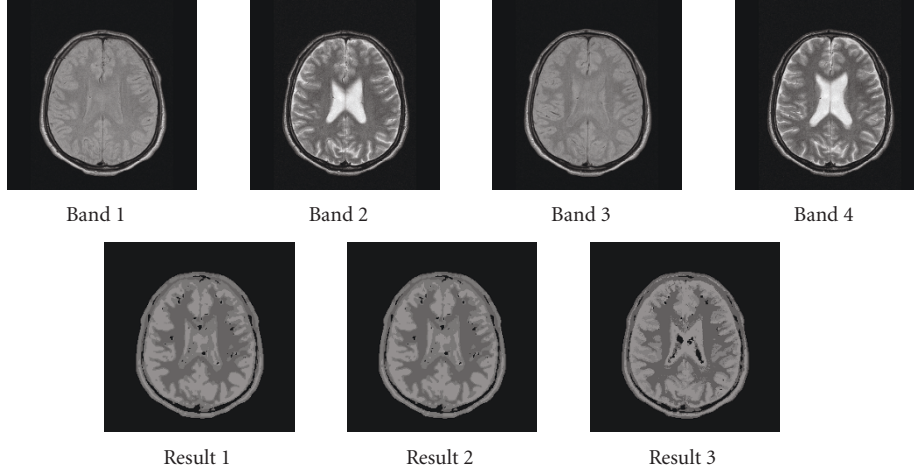 Band 1
Band 2
Band 3
Band 4
Result 1
Result 2
Result 3